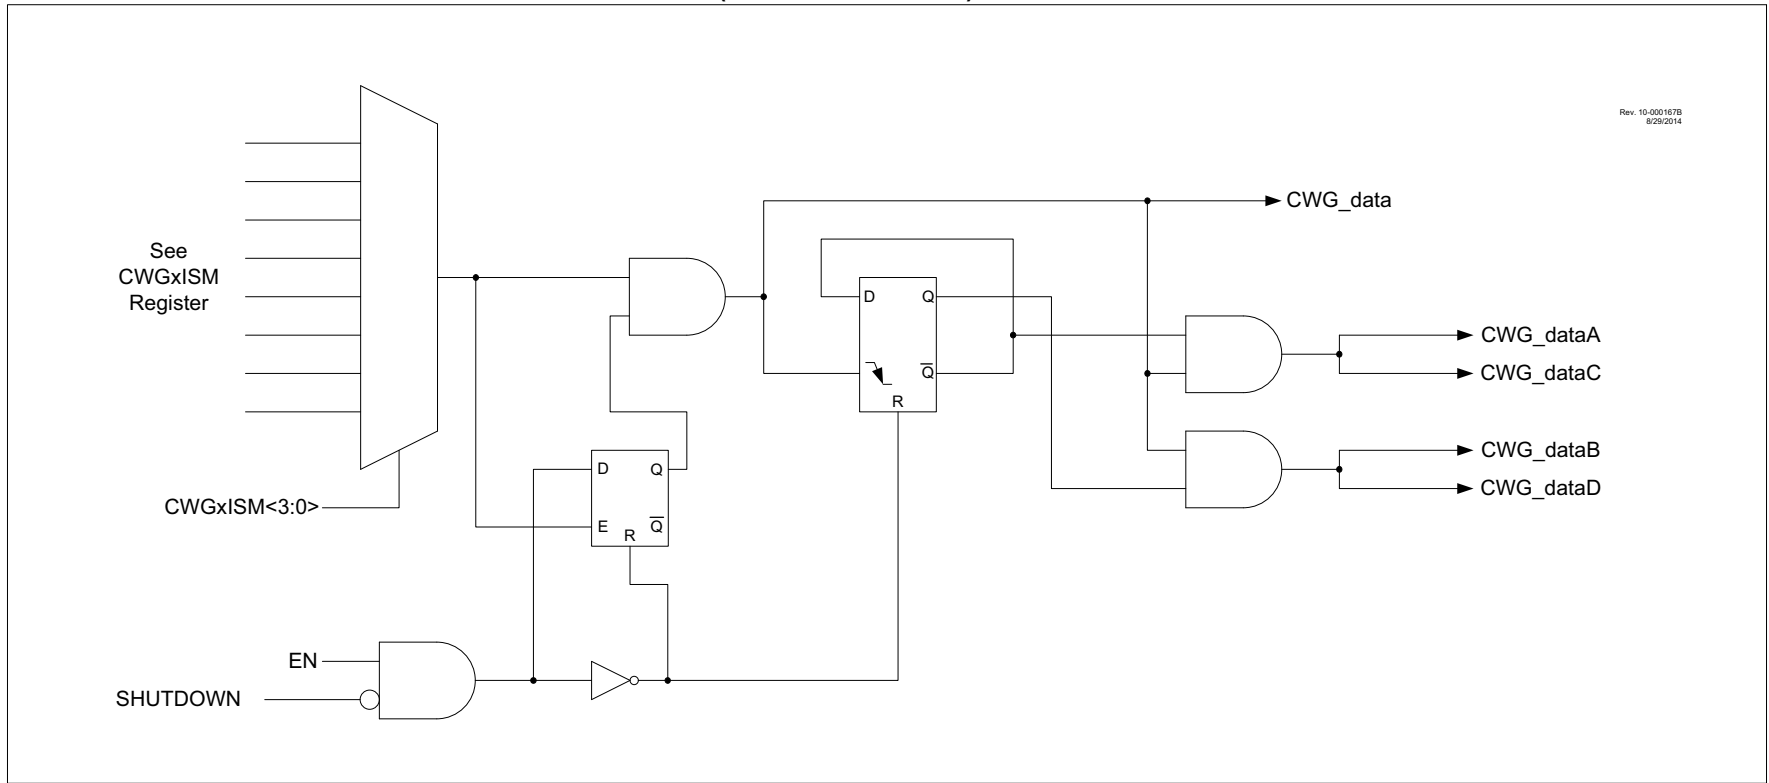 Rev. 10-000167B
8/29/2014
See
CWGxISM
Register
CWG_data
D
Q
Q
R
CWG_dataA
CWG_dataC
D
Q
E
Q
R
CWG_dataB
CWG_dataD
CWGxISM<3:0>
EN
SHUTDOWN